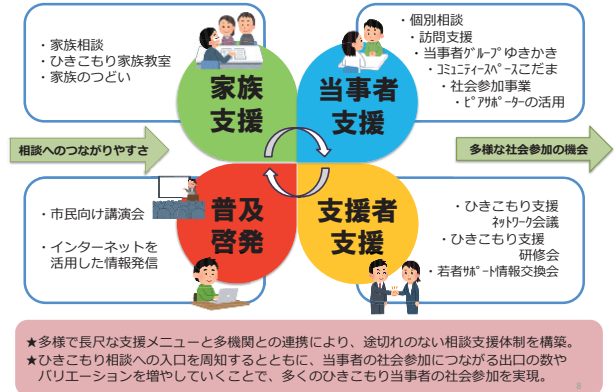 ・家族相談
・ひきこもり家族教室
・家族のつどい
家族
支援
当事者
支援
・個別相談
・訪問支援
・当事者グループゆきかき
・コミュニティースペースこだま
・社会参加事業
・ピアサポーターの活用
相談へのつながりやすさ
多様な社会参加の機会
・市民向け講演会
・インターネットを
活用した情報発信
普及
啓発
支援者
支援
・ひきこもり支援
ネットワーク会議
・ひきこもり支援
研修会
・若者サポート情報交換会
★多様で長尺な支援メニューと多機関との連携により、途切れのない相談支援体制を構築。
★ひきこもり相談への入口を周知するとともに、当事者の社会参加につながる出口の数や
バリエーションを増やしていくことで、多くのひきこもり当事者の社会参加を実現。
8